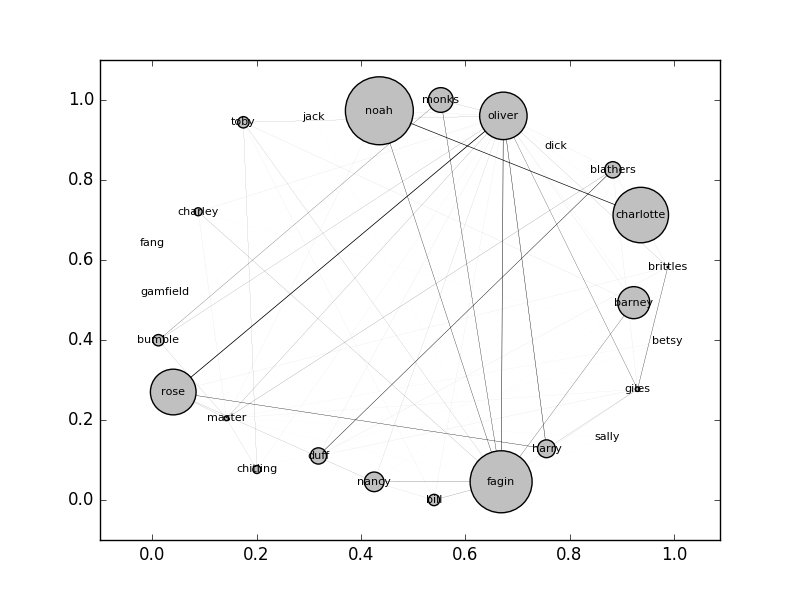 1.0
0.8
0.6
0.4
0.2
0.0
monks
noah
oliver
jack
toby
dick
blathers
charley
charlotte
fang
brittles
gamfield
barney
bumble
betsy
rose
giles
master
sally
harry
duff
chitling
nancy
fagin
bill
0.0 0.2 0.4 0.6 0.8 1.0